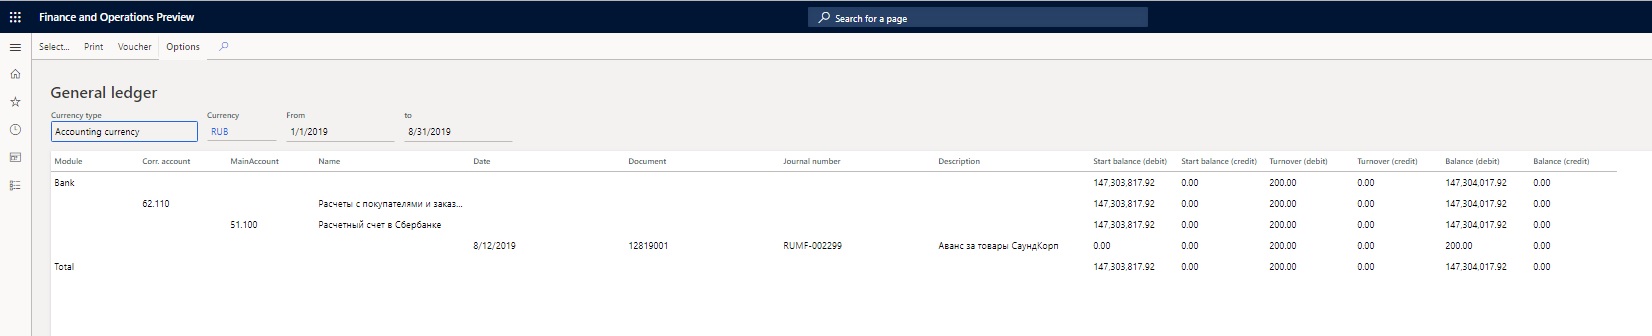 Finance and Operations Preview Search for a page
Select... Print Voucher Options
General ledger
Currency type Currency From to
Accounting currency RUB 1/1/2019 8/31/2019
Module Corr. account MainAccount Name Date Document Journal number Description Start balance (debit) Start balance (credit) Turnover (debit) Turnover (credit) Balance (debit) Balance (credit)
Bank 147,303,817.92 0.00 200.00 0.00 147,304,017.92 0.00
62.110 Расчеты с покупателями и заказ... 147,303,817.92 0.00 200.00 0.00 147,304,017.92 0.00
51.100 Расчетный счет в Сбербанке 147,303,817.92 0.00 200.00 0.00 147,304,017.92 0.00
8/12/2019 12819001 RUMF-002299 Аванс за товары СаундКорп 0.00 0.00 200.00 0.00 200.00 0.00
Total 147,303,817.92 0.00 200.00 0.00 147,304,017.92 0.00